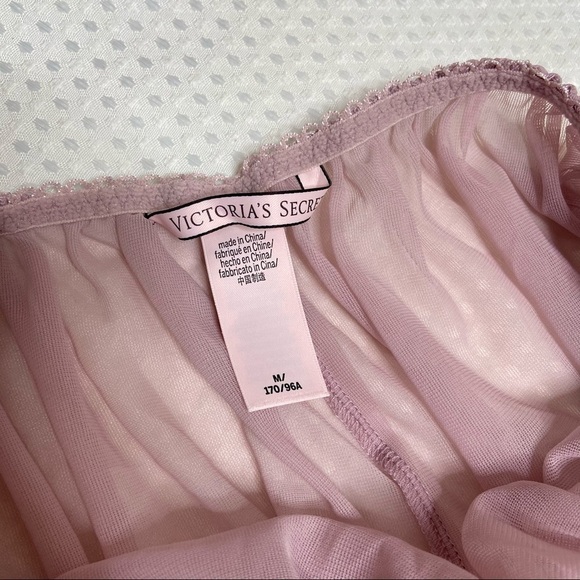 VICTORIA'S SECRE
made in China/
fabriqué en Chine/
hecho en China/
fabbricato in Cina/
中国制造
M/
170/96A